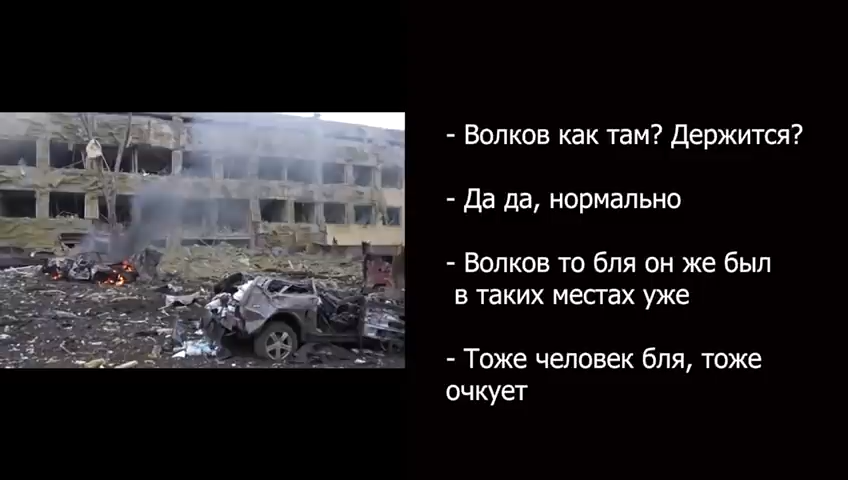 - Волков как там? Держится?
- Да да, нормально
- Волков то бля он же был
в таких местах уже
- Тоже человек бля, тоже
очкует